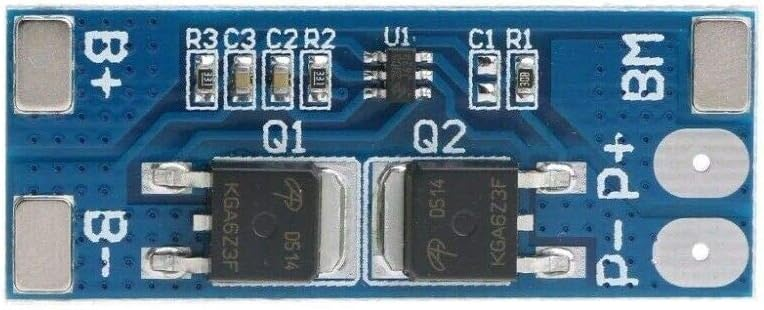 B+
R3 C3 C2 R2 U1 C1 R1
BM
Q1 Q2
KGA6Z3F
D514
D514
KGA6Z3F
P+
B-
P-